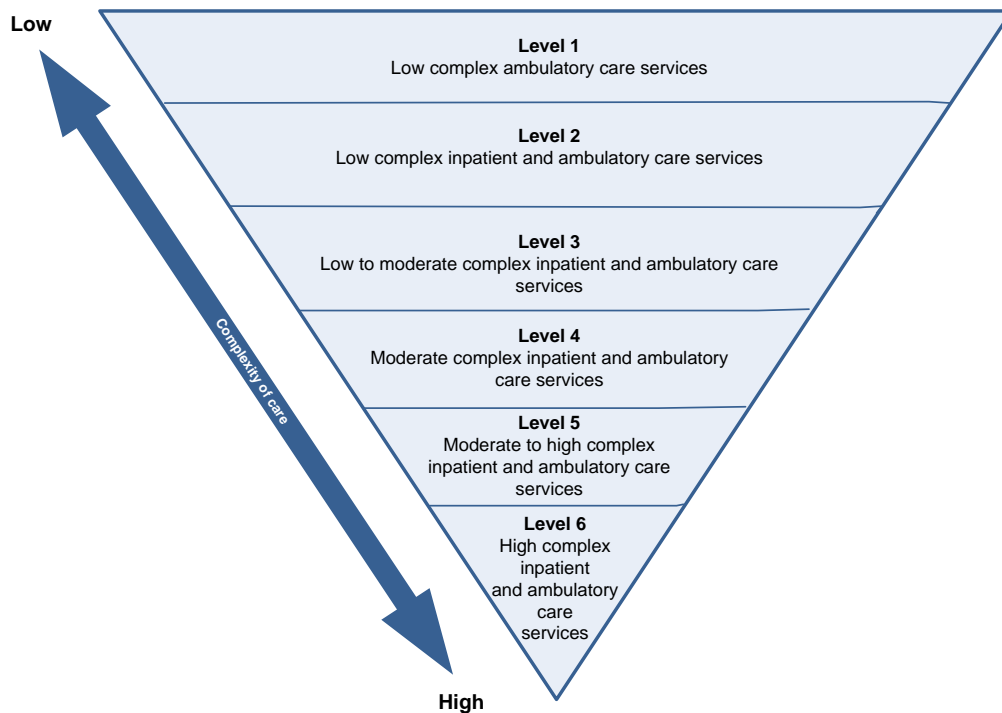 Low
Level 1
Low complex ambulatory care services
Level 2
Low complex inpatient and ambulatory care services
Level 3
Low to moderate complex inpatient and ambulatory care
services
Level 4
Moderate complex inpatient and ambulatory
care services
Level 5
Moderate to high complex
inpatient and ambulatory care
services
Level 6
High complex
inpatient
and ambulatory
care
services
Complexity of care
High